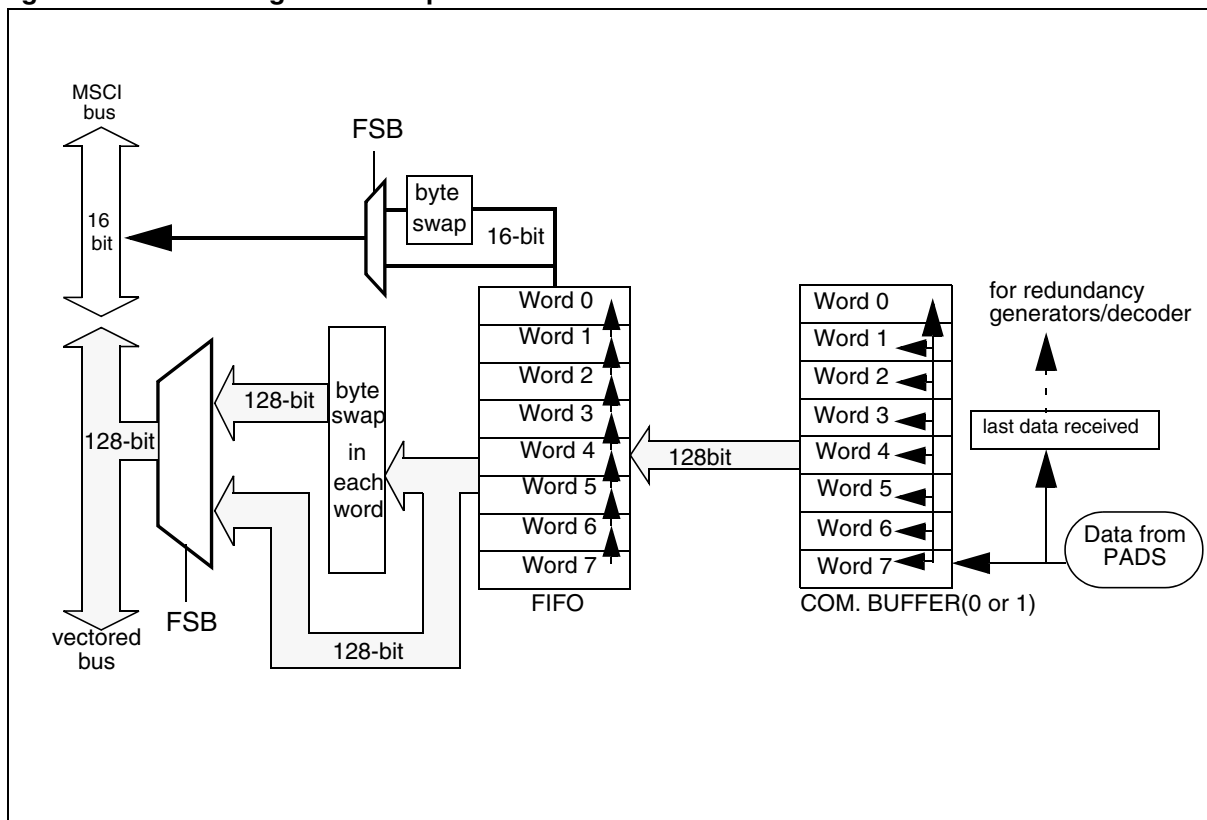 MSCI
bus
FSB
byte
swap
16
bit
16-bit
Word 0
Word 1
Word 2
Word 3
Word 4
Word 5
Word 6
Word 7
FIFO
byte
swap
in
each
word
128-bit
128-bit
128-bit
FSB
vectored
bus
128bit
Word 0
Word 1
Word 2
Word 3
Word 4
Word 5
Word 6
Word 7
COM. BUFFER(0 or 1)
for redundancy
generators/decoder
last data received
Data from
PADS